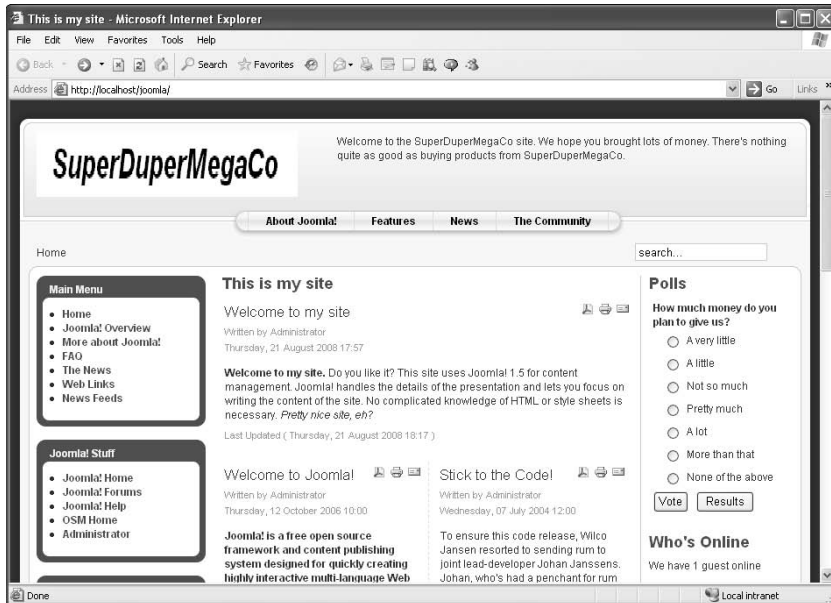 This is my site - Microsoft Internet Explorer
File Edit View Favorites Tools Help
Back Search Favorites
Address http://localhost/joomla/ Go Links »
SuperDuperMegaCo
Welcome to the SuperDuperMegaCo site. We hope you brought lots of money. There's nothing
quite as good as buying products from SuperDuperMegaCo.
About Joomla! Features News The Community
Home
search...
Main Menu
Home
Joomla! Overview
More about Joomla!
FAQ
The News
Web Links
News Feeds
Joomla! Stuff
Joomla! Home
Joomla! Forums
Joomla! Help
OSM Home
Administrator
This is my site
Welcome to my site
Written by Administrator
Thursday, 21 August 2008 17:57
Welcome to my site. Do you like it? This site uses Joomla! 1.5 for content
management. Joomla! handles the details of the presentation and lets you focus on
writing the content of the site. No complicated knowledge of HTML or style sheets is
necessary. Pretty nice site, eh?
Last Updated ( Thursday, 21 August 2008 18:17 )
Welcome to Joomla!
Written by Administrator
Thursday, 12 October 2006 10:00
Joomla! is a free open source
framework and content publishing
system designed for quickly creating
highly interactive multi-language Web
Stick to the Code!
Written by Administrator
Wednesday, 07 July 2004 12:00
To ensure this code release, Wilco
Jansen resorted to sending rum to
joint lead-developer Johan Janssens.
Johan, who's had a penchant for rum
Polls
How much money do you
plan to give us?
A very little
A little
Not so much
Pretty much
A lot
More than that
None of the above
Vote Results
Who's Online
We have 1 guest online
Done
Local intranet